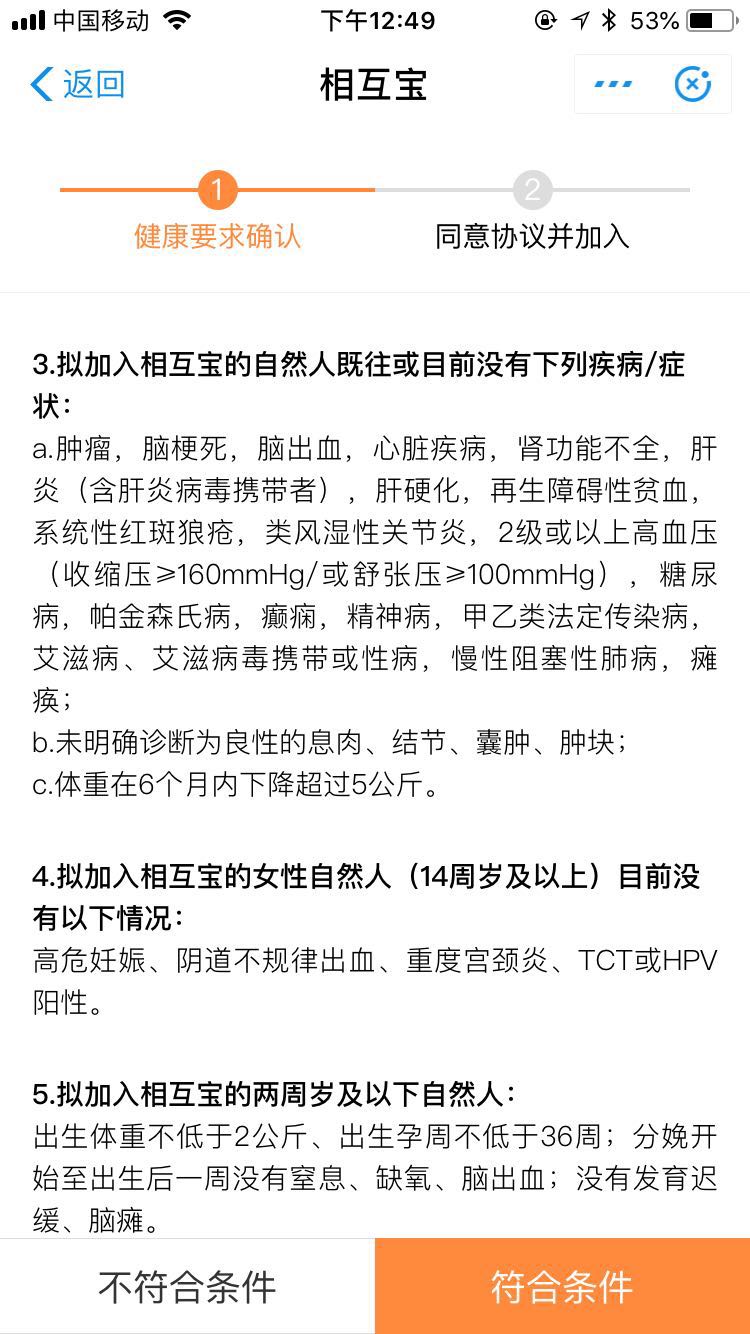 中国移动 下午12:49 53%
返回 相互宝
1 2
健康要求确认 同意协议并加入
3.拟加入相互宝的自然人既往或目前没有下列疾病/症
状：
a.肿瘤，脑梗死，脑出血，心脏疾病，肾功能不全，肝
炎（含肝炎病毒携带者），肝硬化，再生障碍性贫血，
系统性红斑狼疮，类风湿性关节炎，2级或以上高血压
（收缩压≥160mmHg/或舒张压≥100mmHg），糖尿
病，帕金森氏病，癫痫，精神病，甲乙类法定传染病，
艾滋病、艾滋病毒携带或性病，慢性阻塞性肺病，瘫
痪；
b.未明确诊断为良性的息肉、结节、囊肿、肿块；
c.体重在6个月内下降超过5公斤。
4.拟加入相互宝的女性自然人（14周岁及以上）目前没
有以下情况：
高危妊娠、阴道不规律出血、重度宫颈炎、TCT或HPV
阳性。
5.拟加入相互宝的两周岁及以下自然人：
出生体重不低于2公斤、出生孕周不低于36周；分娩开
始至出生后一周没有窒息、缺氧、脑出血；没有发育迟
缓、脑瘫。
不符合条件 符合条件